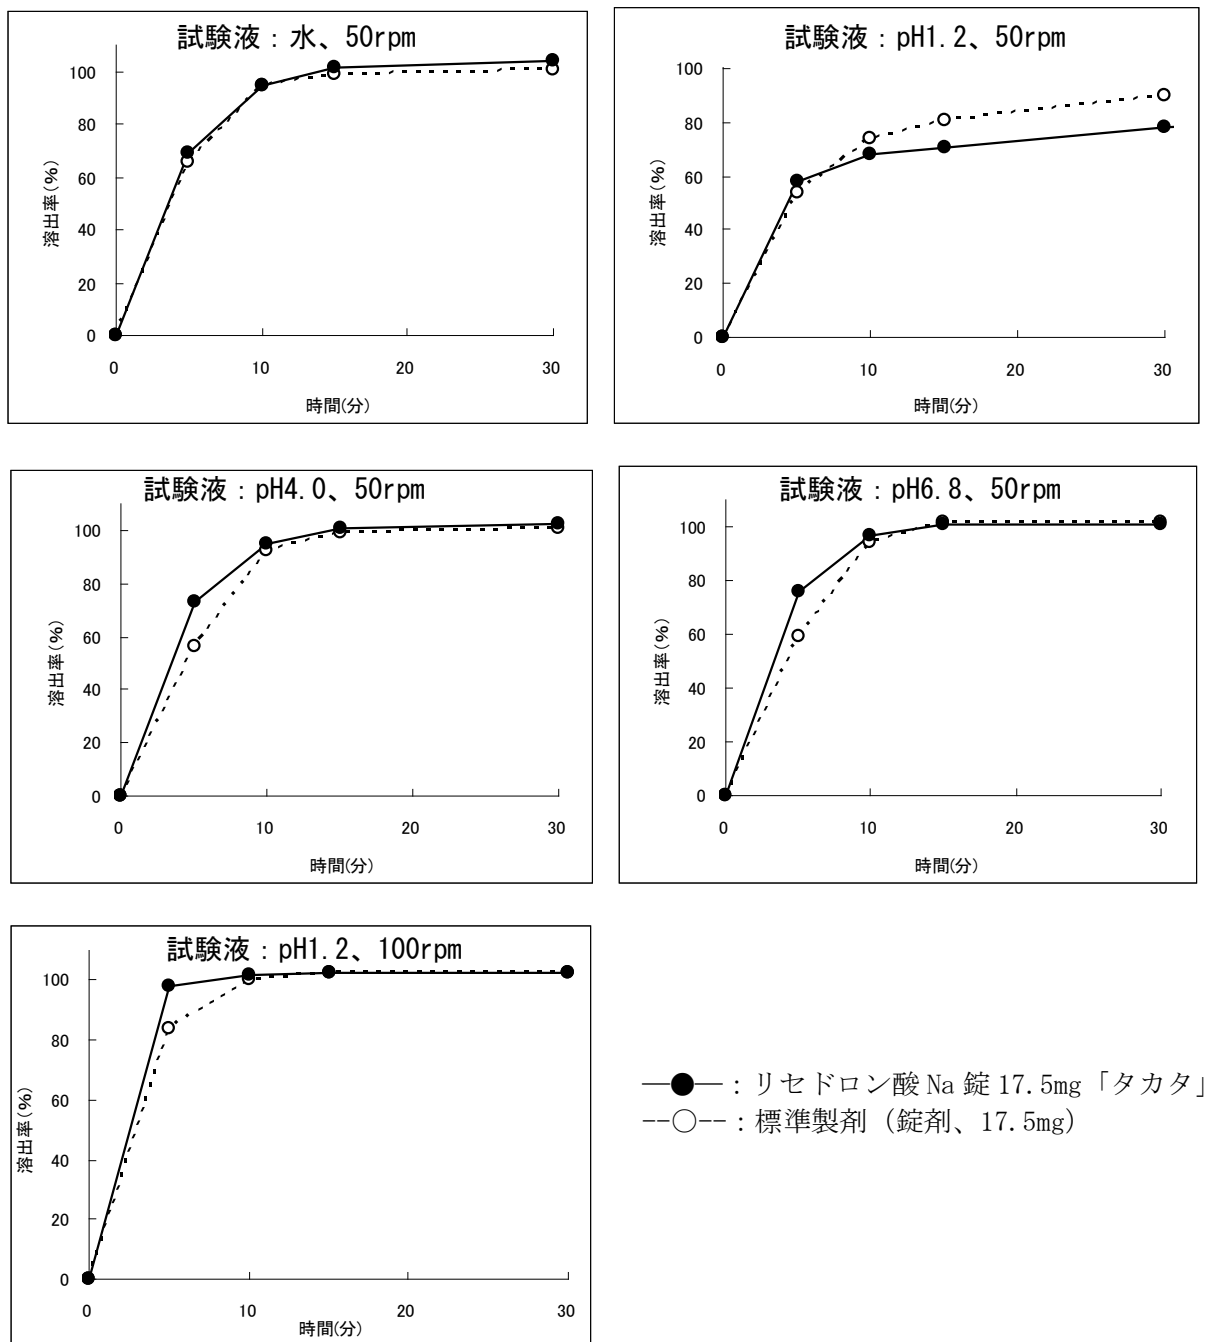 試験液：水、50rpm
溶出率(%)
100
80
60
40
20
0
0 10 20 30
時間(分)
試験液：pH1.2、50rpm
溶出率(%)
100
80
60
40
20
0
0 10 20 30
時間(分)
試験液：pH4.0、50rpm
溶出率(%)
100
80
60
40
20
0
0 10 20 30
時間(分)
試験液：pH6.8、50rpm
溶出率(%)
100
80
60
40
20
0
0 10 20 30
時間(分)
試験液：pH1.2、100rpm
溶出率(%)
100
80
60
40
20
0
0 10 20 30
時間(分)
：リセドロン酸 Na 錠 17.5mg「タカタ」
：標準製剤（錠剤、17.5mg）